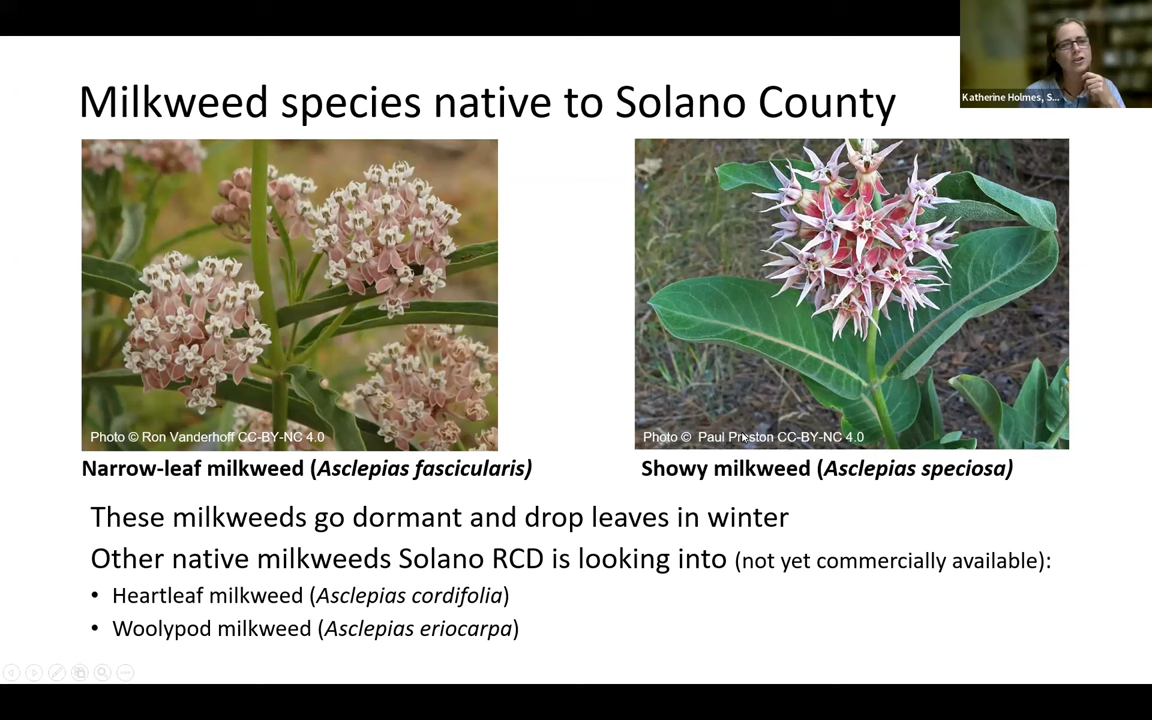 Katherine Holmes, S...
Milkweed species native to Solano County
Photo © Ron Vanderhoff CC-BY-NC 4.0
Photo © Paul Preston CC-BY-NC 4.0
Narrow-leaf milkweed (Asclepias fascicularis)
Showy milkweed (Asclepias speciosa)
These milkweeds go dormant and drop leaves in winter
Other native milkweeds Solano RCD is looking into (not yet commercially available):
• Heartleaf milkweed (Asclepias cordifolia)
• Woolypod milkweed (Asclepias eriocarpa)